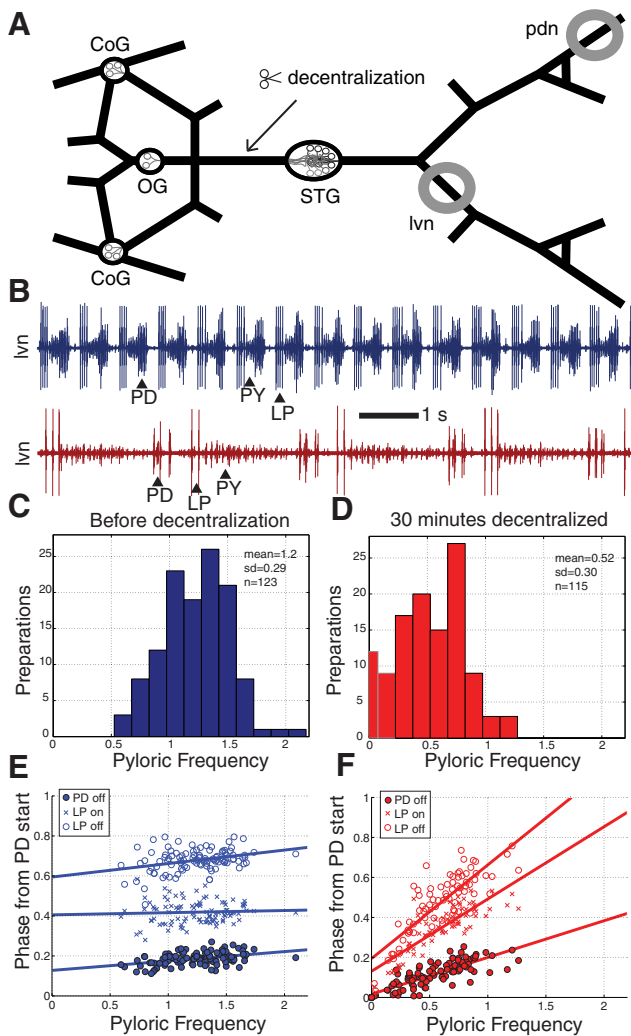 A
CoG
decentralization
pdn
OG
STG
lvn
CoG
B
lvn
PD
PY
LP
1 s
lvn
PD
LP
PY
C
Before decentralization
mean=1.2
sd=0.29
n=123
25
20
15
10
5
0
Preparations
0
0.5
1
1.5
2
Pyloric Frequency
D
30 minutes decentralized
mean=0.52
sd=0.30
n=115
25
20
15
10
5
0
Preparations
0
0.5
1
1.5
2
Pyloric Frequency
E
PD off
LP on
LP off
1
0.8
0.6
0.4
0.2
0
Phase from PD start
0
0.5
1
1.5
2
Pyloric Frequency
F
PD off
LP on
LP off
1
0.8
0.6
0.4
0.2
0
Phase from PD start
0
0.5
1
1.5
2
Pyloric Frequency